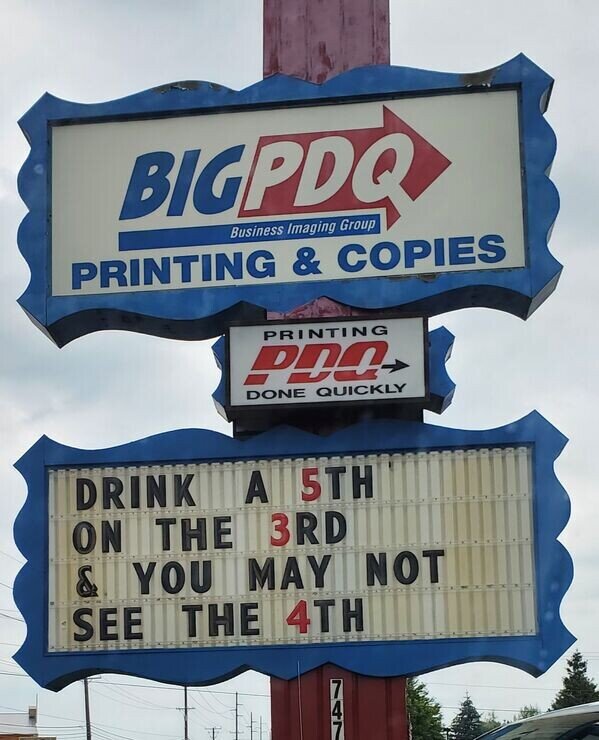 BIGPDQ
Business Imaging Group
PRINTING & COPIES
PRINTING
PDQ
DONE QUICKLY
DRINK A 5TH
ON THE 3RD
& YOU MAY NOT
SEE THE 4TH
747